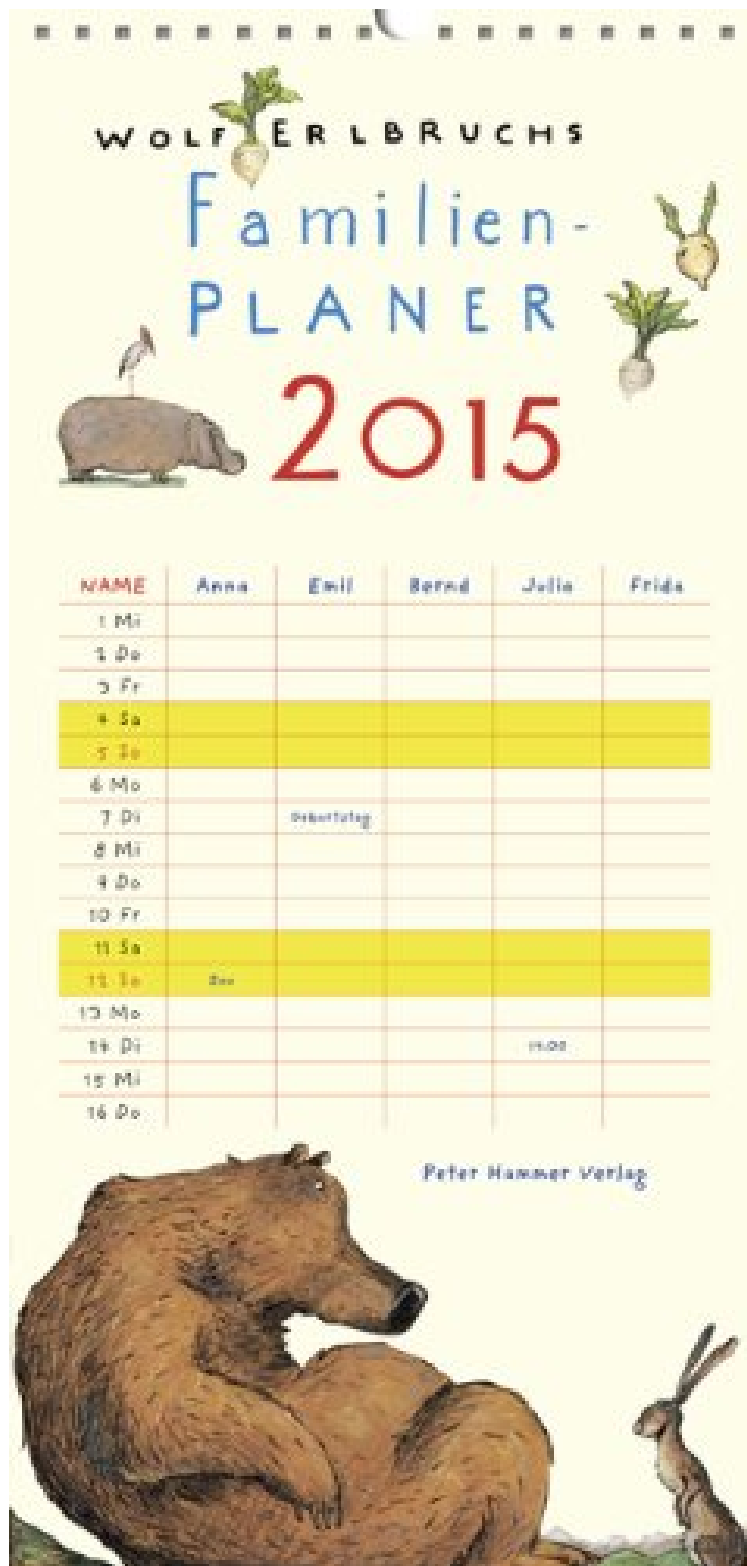 WOLF ERLBRUCHS
Familien-
PLANER
2015
NAME Anna Emil Bernd Julia Frida
1 Mi
2 Do
3 Fr
4 Sa
5 So
6 Mo
7 Di Geburtstag
8 Mi
9 Do
10 Fr
11 Sa
12 So Zoo
13 Mo
14 Di
15 Mi
16 Do
Peter Hammer Verlag